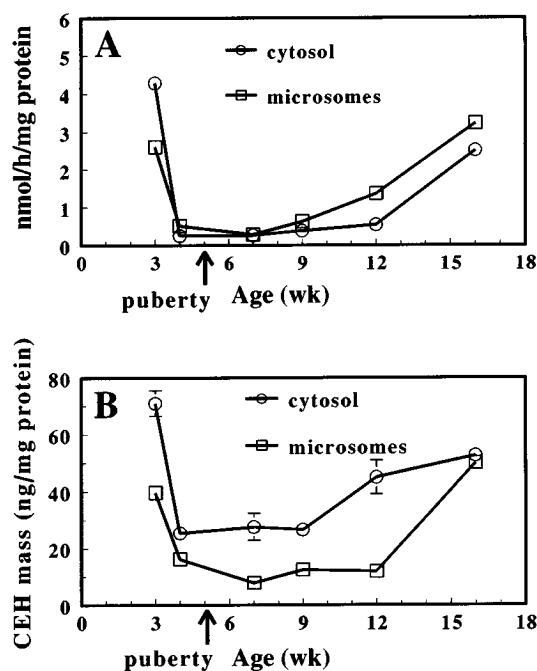 A
nmol/h/mg protein
6
5
4
3
2
1
0
cytosol
microsomes
0 3 6 9 12 15 18
puberty Age (wk)
B
CEH mass (ng/mg protein)
80
60
40
20
0
cytosol
microsomes
0 3 6 9 12 15 18
puberty Age (wk)